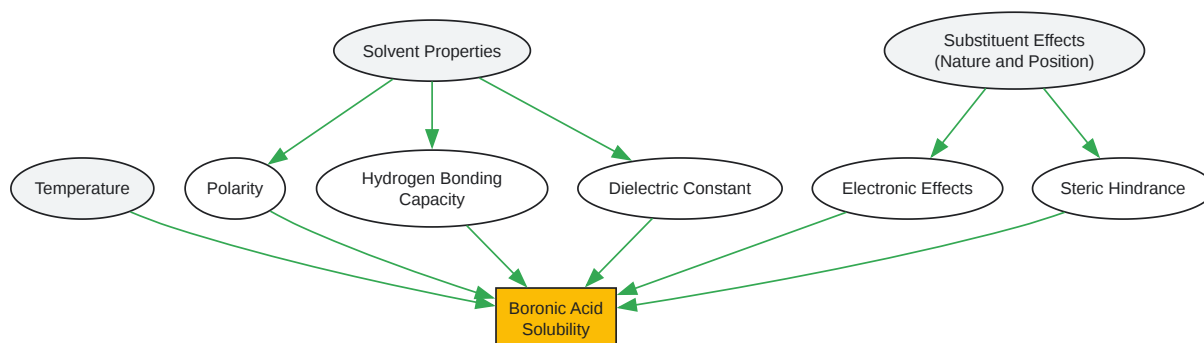 Solvent Properties
Substituent Effects
(Nature and Position)
Temperature
Polarity
Hydrogen Bonding
Capacity
Dielectric Constant
Electronic Effects
Steric Hindrance
Boronic Acid
Solubility